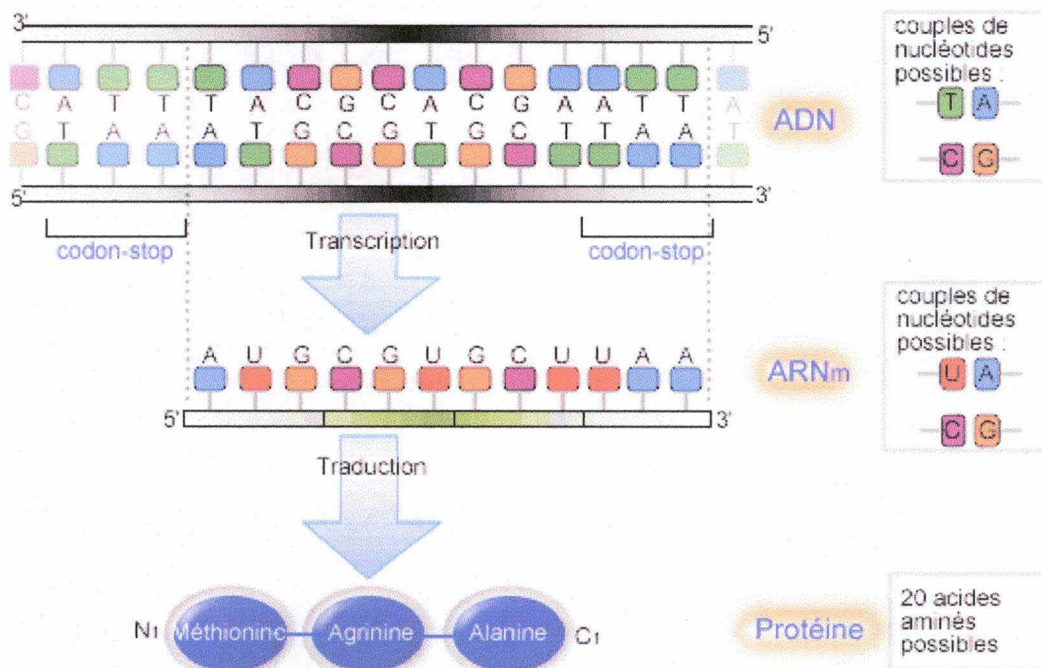 3'
5'
C A T T T A C G C A C G A A T T A
G T A A A T G C G T G C T T A A T
5'
3'
ADN
couples de
nucléotides
possibles :
T A
C G
codon-stop
Transcription
codon-stop
A U G C G U G C U U A A
5'
3'
ARNm
couples de
nucléotides
possibles :
U A
C G
Traduction
N1 Méthionine Agrinine Alanine C1
Protéine
20 acides
aminés
possibles